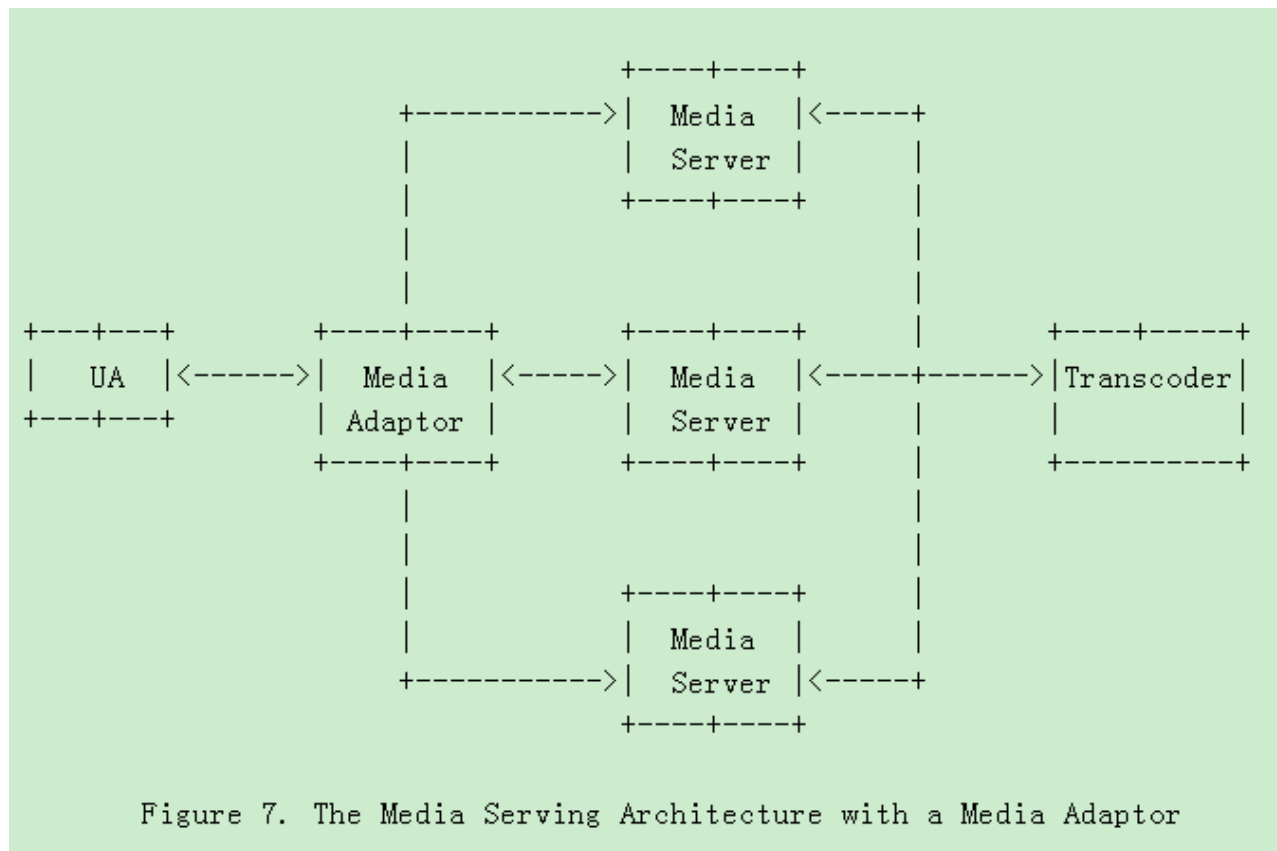 +----+----+
                     +----------->|  Media  |<-----+
                     |            |  Server |      |
                     |            +----+----+      |
                     |                             |
                     |                             |
+---+---+        +----+----+      +----+----+      |       +----+-----+
|   UA  |<------>|  Media  |<---->|  Media  |<-----+------>|Transcoder|
+---+---+        | Adaptor |      |  Server |      |       |          |
                 +----+----+      +----+----+      |       +----------+
                     |                             |
                     |                             |
                     |            +----+----+      |
                     |            |  Media  |      |
                     +----------->|  Server |<-----+
                                  +----+----+
Figure 7. The Media Serving Architecture with a Media Adaptor